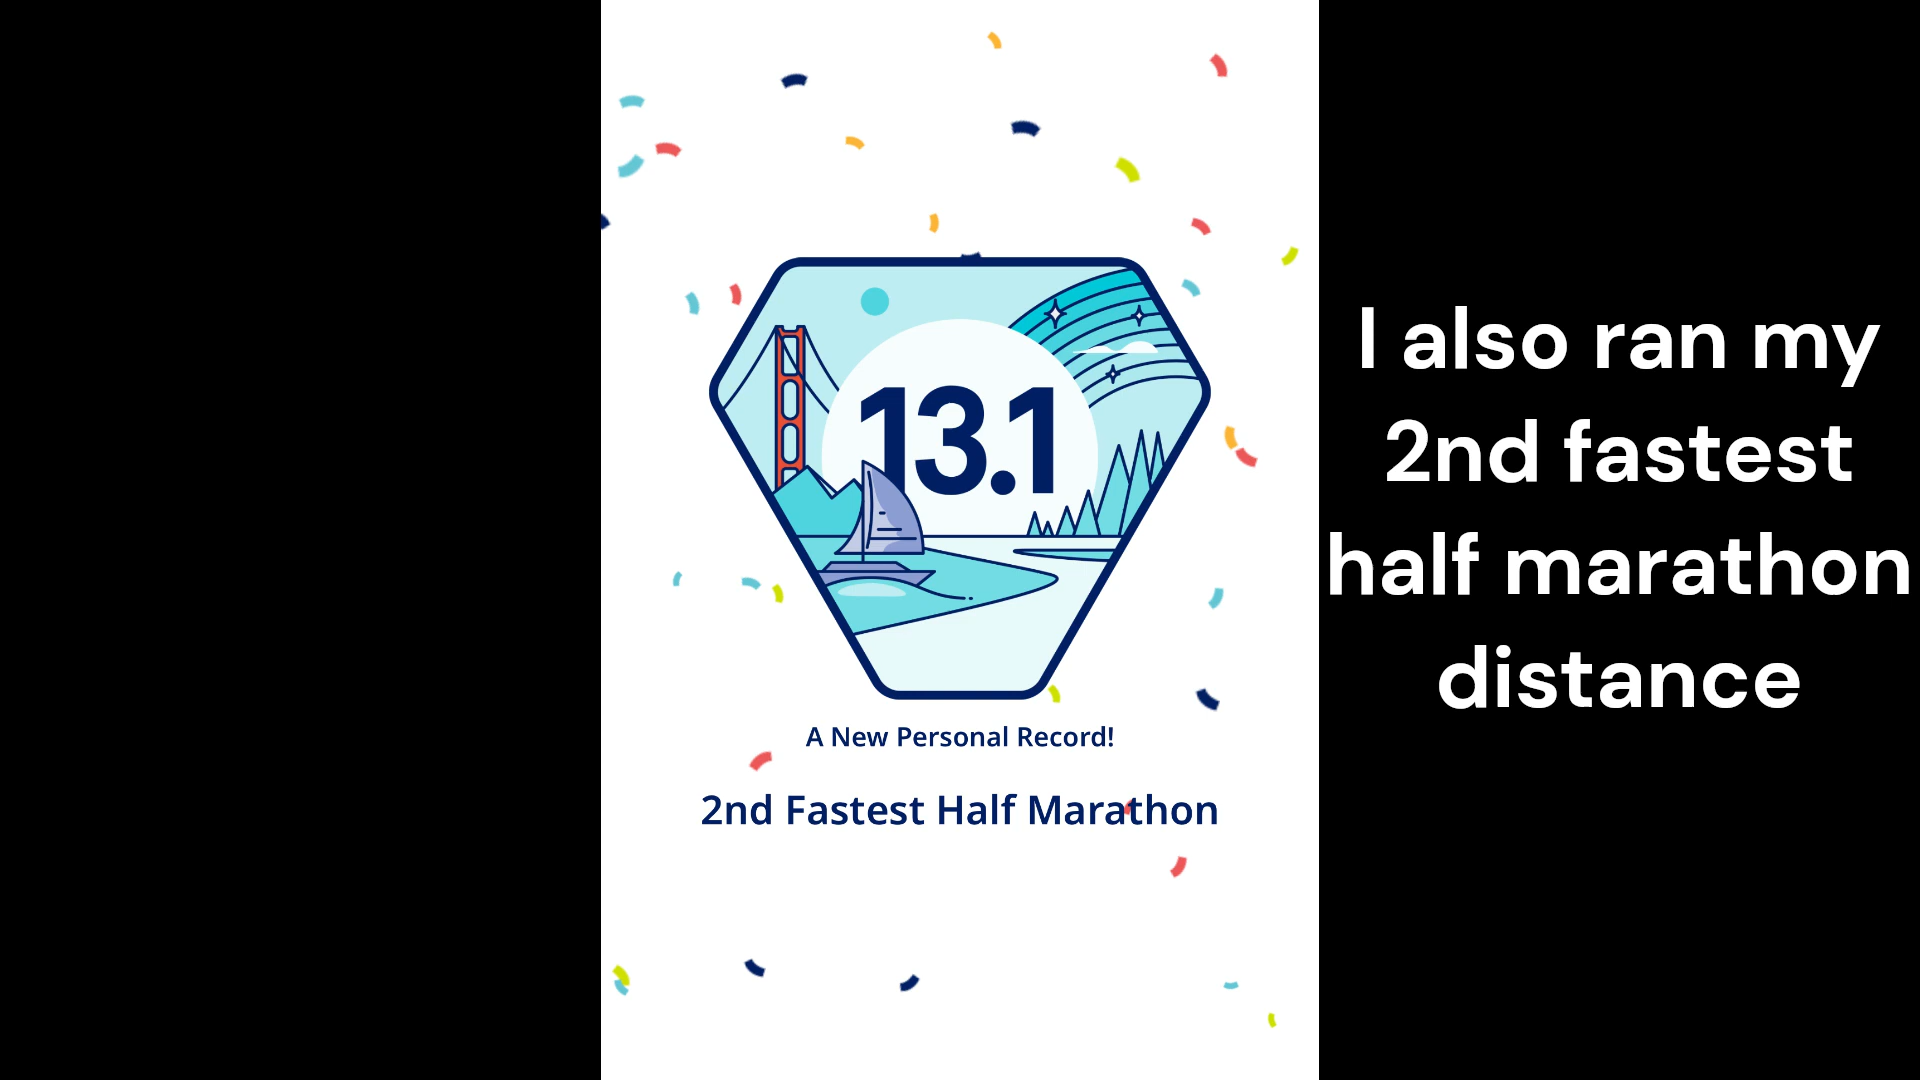 13.1
A New Personal Record!
2nd Fastest Half Marathon
I also ran my
2nd fastest
half marathon
distance